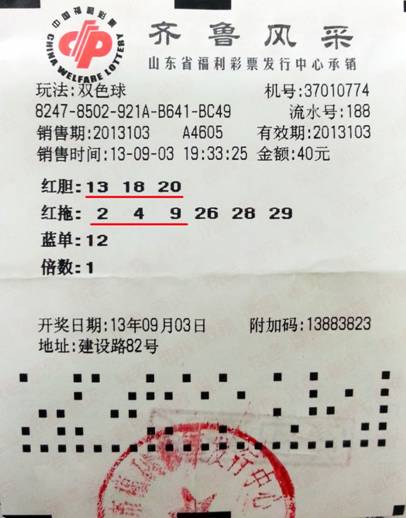 中国福利彩票
CHINA WELFARE LOTTERY
齐鲁风采
山东省福利彩票发行中心承销
玩法:双色球 机号:37010774
8247-8502-921A-B641-BC49 流水号:188
销售期:2013103 A4605 有效期:2013103
销售时间:13-09-03 19:33:25 金额:40元
红胆:13 18 20
红拖: 2 4 9 26 28 29
蓝单:12
倍数:1
开奖日期:13年09月03日 附加码:13883823
地址:建设路82号
发行中心